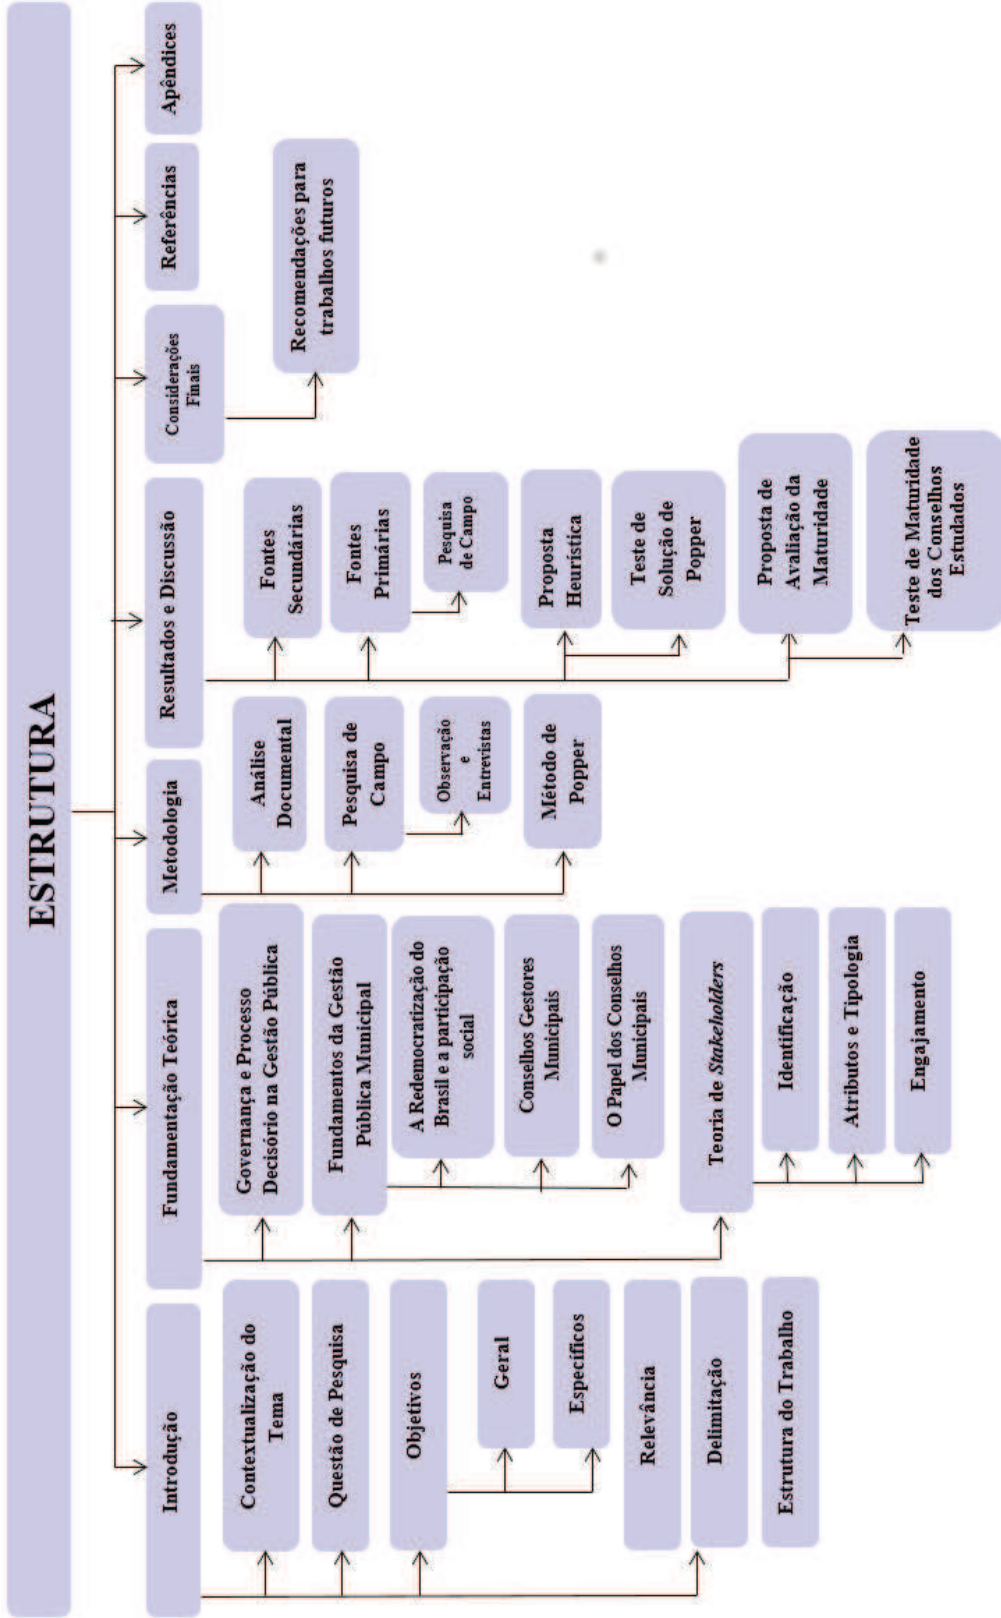 ESTRUTURA
Introdução
Contextualização do
Tema
Questão de Pesquisa
Objetivos
Geral
Específicos
Relevância
Delimitação
Estrutura do Trabalho
Fundamentação Teórica
Governança e Processo
Decisório na Gestão Pública
Fundamentos da Gestão
Pública Municipal
A Redemocratização do
Brasil e a participação
social
Conselhos Gestores
Municipais
O Papel dos Conselhos
Municipais
Teoria de Stakeholders
Identificação
Atributos e Tipologia
Engajamento
Metodologia
Análise
Documental
Pesquisa de
Campo
Observação
e
Entrevistas
Método de
Popper
Resultados e Discussão
Fontes
Secundárias
Fontes
Primárias
Pesquisa
de Campo
Proposta
Heurística
Teste de
Solução de
Popper
Proposta de
Avaliação da
Maturidade
Teste de Maturidade
dos Conselhos
Estudados
Considerações
Finais
Recomendações para
trabalhos futuros
Referências
Apêndices